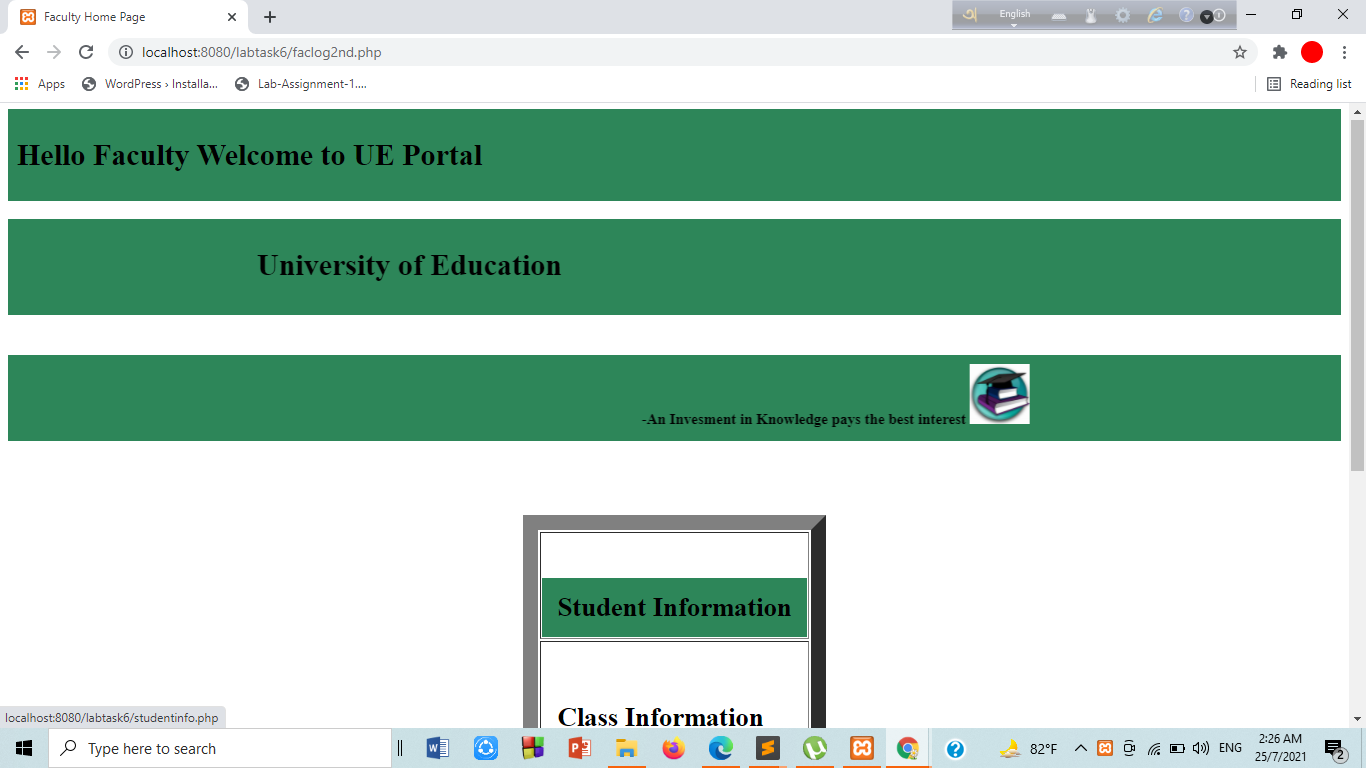 Faculty Home Page
English
localhost:8080/labtask6/faclog2nd.php
Apps
WordPress › Installa...
Lab-Assignment-1....
Reading list
Hello Faculty Welcome to UE Portal
University of Education
-An Invesment in Knowledge pays the best interest
Student Information
Class Information
localhost:8080/labtask6/studentinfo.php
Type here to search
82°F
ENG
2:26 AM
25/7/2021
2